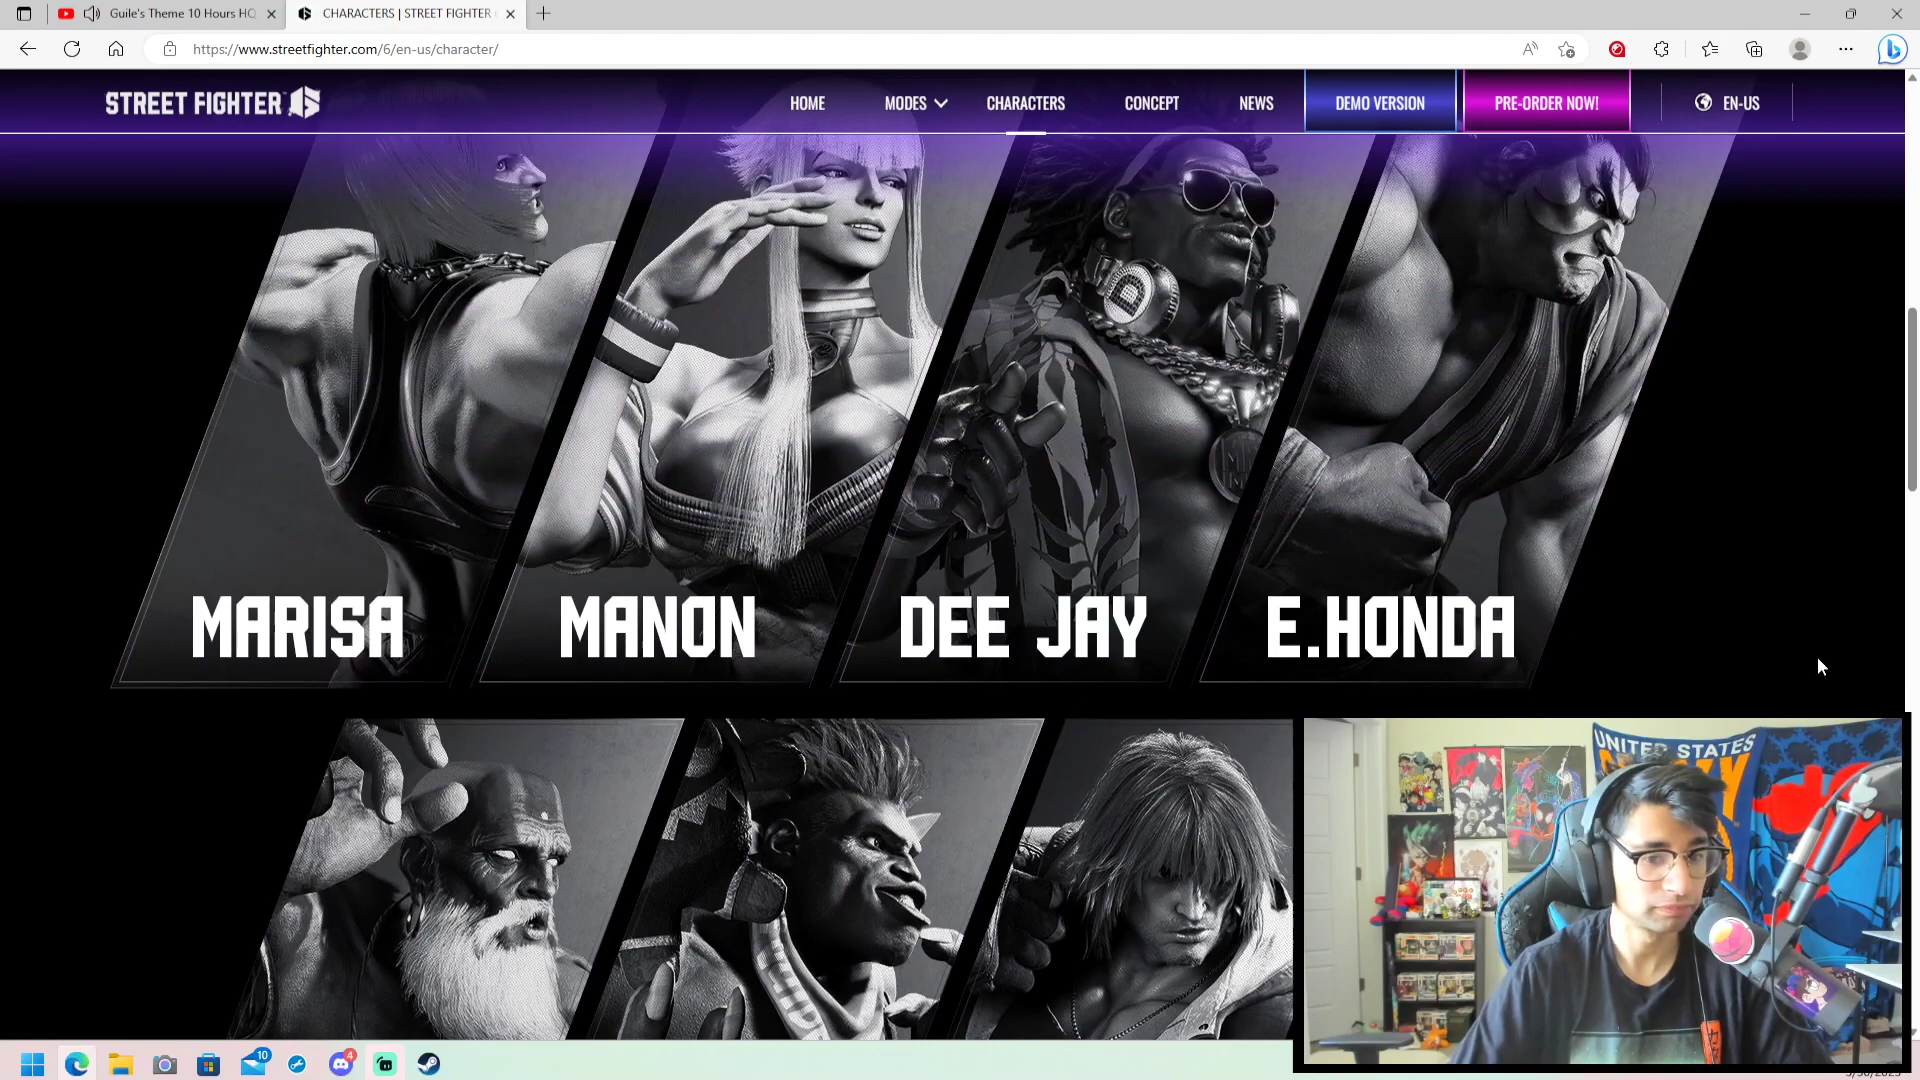 Guile's Theme 10 Hours HQ
CHARACTERS | STREET FIGHTER
https://www.streetfighter.com/6/en-us/character/
STREET FIGHTER 6
HOME
MODES
CHARACTERS
CONCEPT
NEWS
DEMO VERSION
PRE-ORDER NOW!
EN-US
MARISA
MANON
DEE JAY
E.HONDA
UNITED STATES
10
4